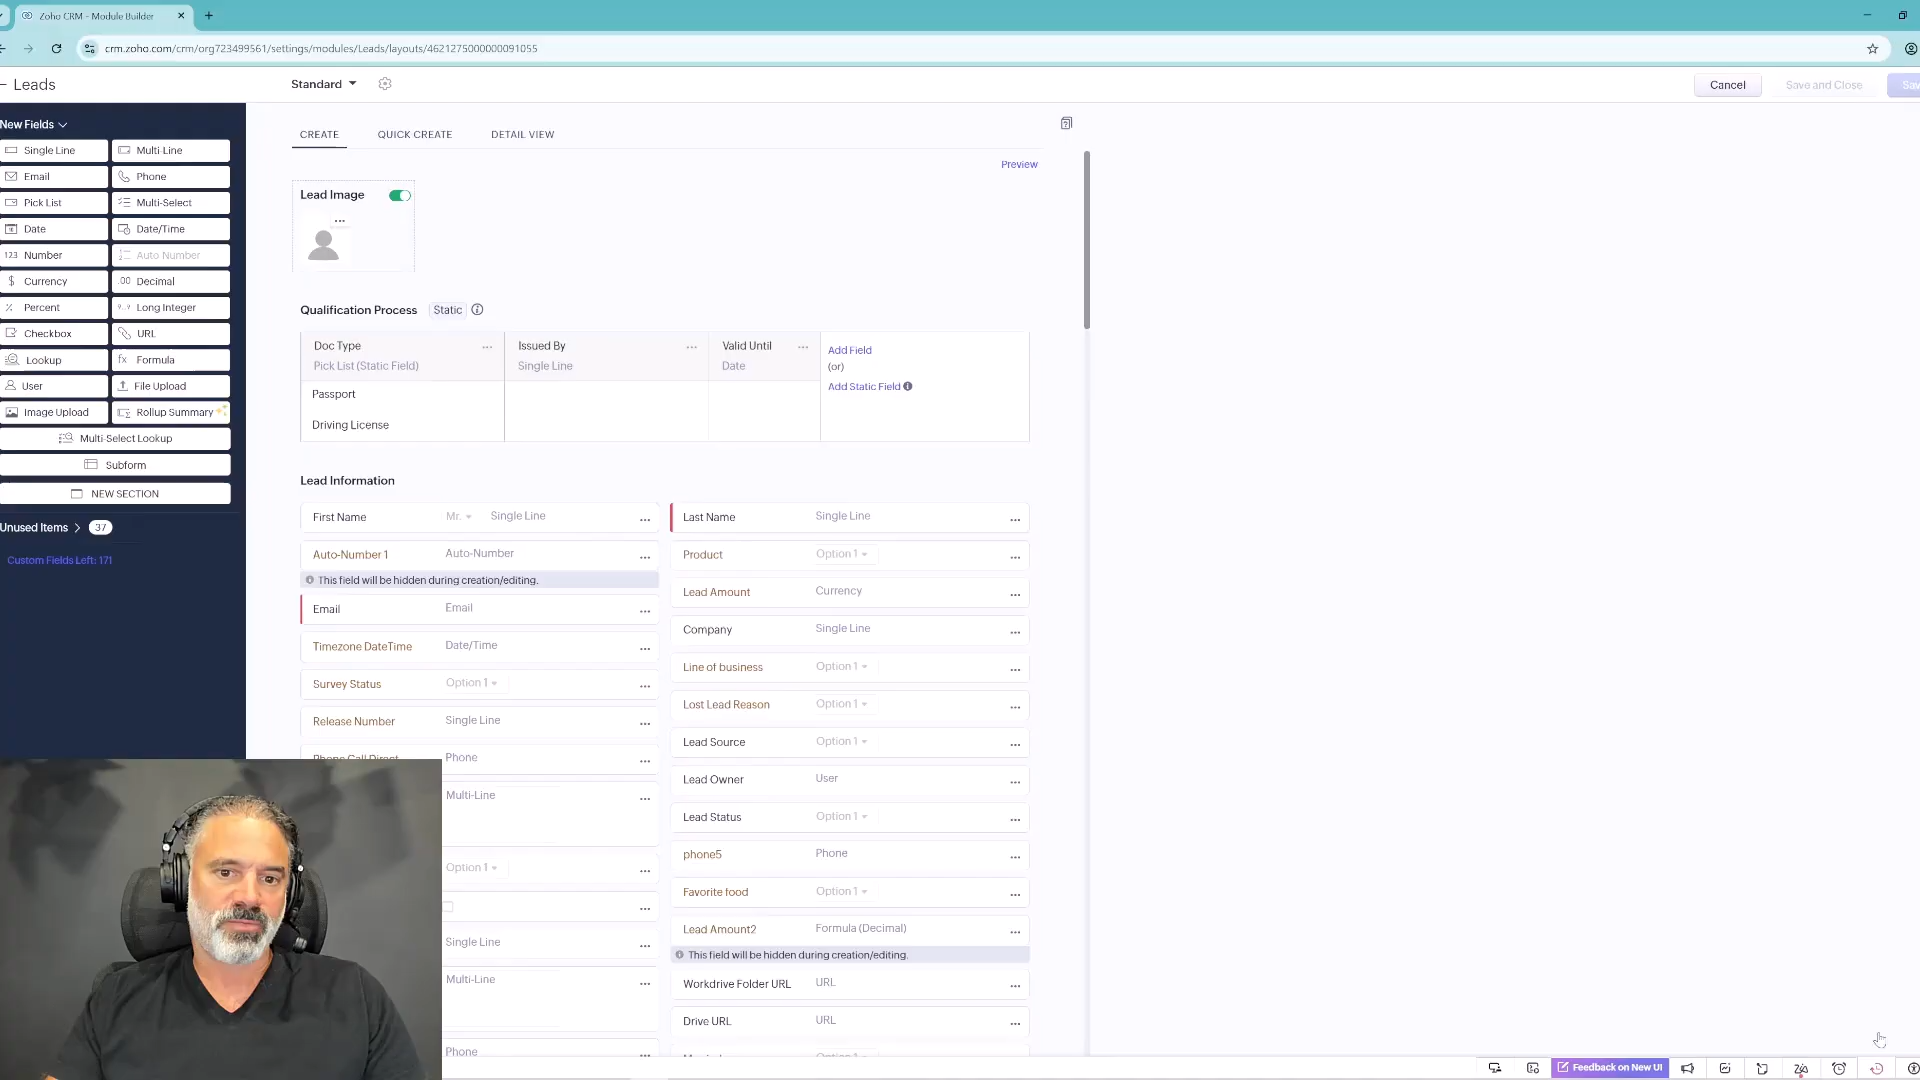 Zoho CRM - Module Builder
crm.zoho.com/crm/org723499561/settings/modules/Leads/layouts/4621275000000091055
Leads
Standard
Cancel
Save and Close
New Fields
Single Line
Multi-Line
Email
Phone
Pick List
Multi-Select
Date
Date/Time
Number
Auto Number
Currency
Decimal
Percent
Long Integer
Checkbox
URL
Lookup
Formula
User
File Upload
Image Upload
Rollup Summary
Multi-Select Lookup
Subform
NEW SECTION
Unused Items 37
Custom Fields Left: 171
CREATE QUICK CREATE DETAIL VIEW
Preview
Lead Image
Qualification Process Static
Doc Type
Pick List (Static Field)
Issued By
Single Line
Valid Until
Date
Add Field
(or)
Add Static Field
Passport
Driving License
Lead Information
First Name Mr. Single Line
Last Name Single Line
Auto-Number 1 Auto-Number
This field will be hidden during creation/editing.
Product Option 1
Lead Amount Currency
Email Email
Company Single Line
Timezone DateTime Date/Time
Line of business Option 1
Survey Status Option 1
Lost Lead Reason Option 1
Release Number Single Line
Lead Source Option 1
Phone Call Direct Phone
Lead Owner User
Multi-Line
Lead Status Option 1
phone5 Phone
Option 1
Favorite food Option 1
Single Line
Lead Amount2 Formula (Decimal)
This field will be hidden during creation/editing.
Multi-Line
Workdrive Folder URL URL
Drive URL URL
Phone
Feedback on New UI